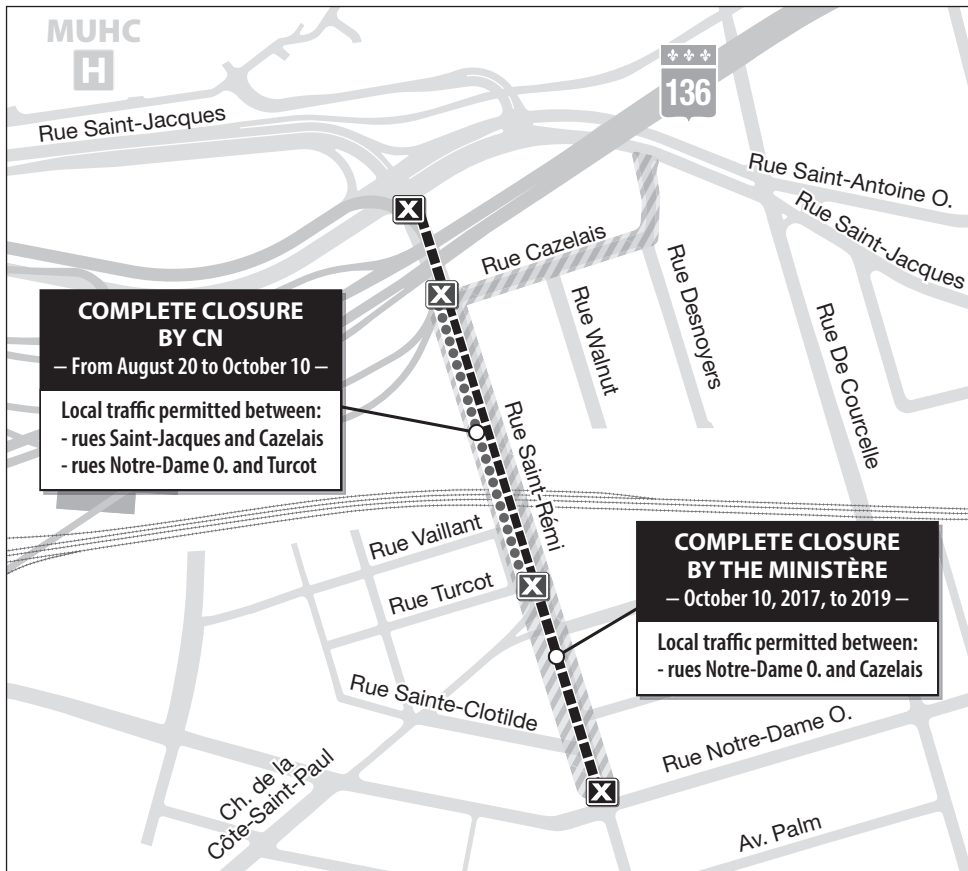 MUHC
H
136
Rue Saint-Jacques
Rue Saint-Antoine O.
Rue Saint-Jacques
X
Rue Cazelais
X
Rue Desnoyers
Rue Walnut
Rue De Courcelle
COMPLETE CLOSURE
BY CN
– From August 20 to October 10 –
Local traffic permitted between:
- rues Saint-Jacques and Cazelais
- rues Notre-Dame O. and Turcot
Rue Saint-Rémi
Rue Vaillant
Rue Turcot
X
COMPLETE CLOSURE
BY THE MINISTÈRE
– October 10, 2017, to 2019 –
Local traffic permitted between:
- rues Notre-Dame O. and Cazelais
Rue Sainte-Clotilde
Rue Notre-Dame O.
X
Ch. de la
Côte-Saint-Paul
Av. Palm